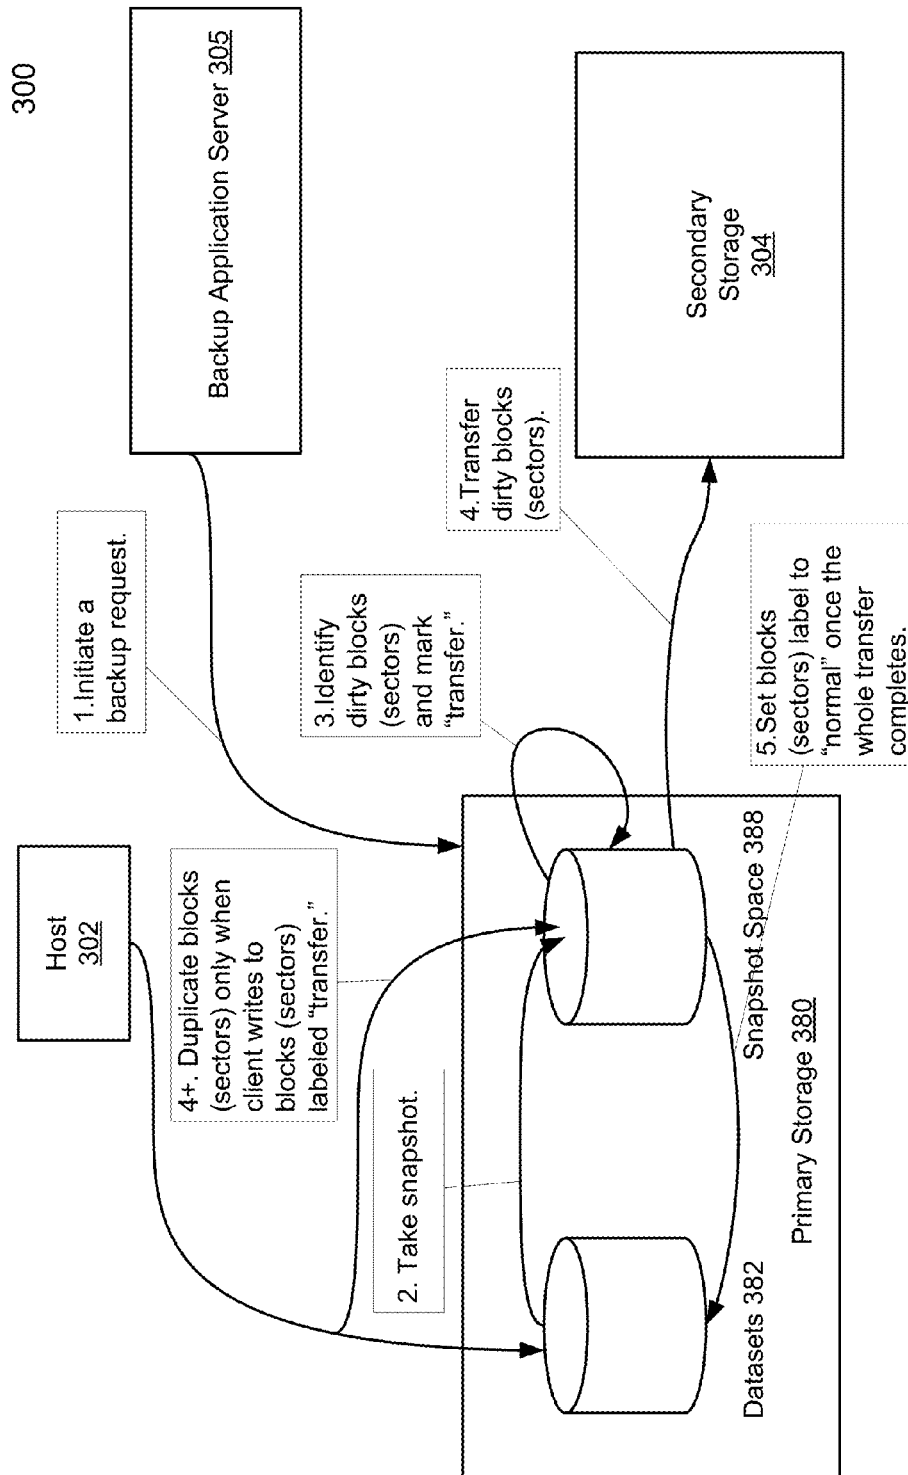 300
Host
302
Backup Application Server 305
1.Initiate a
backup request.
4+. Duplicate blocks
(sectors) only when
client writes to
blocks (sectors)
labeled “transfer.”
2. Take snapshot.
3.Identify
dirty blocks
(sectors)
and mark
“transfer.”
4.Transfer
dirty blocks
(sectors).
Secondary
Storage
304
5.Set blocks
(sectors) label to
“normal” once the
whole transfer
completes.
Datasets 382
Snapshot Space 388
Primary Storage 380